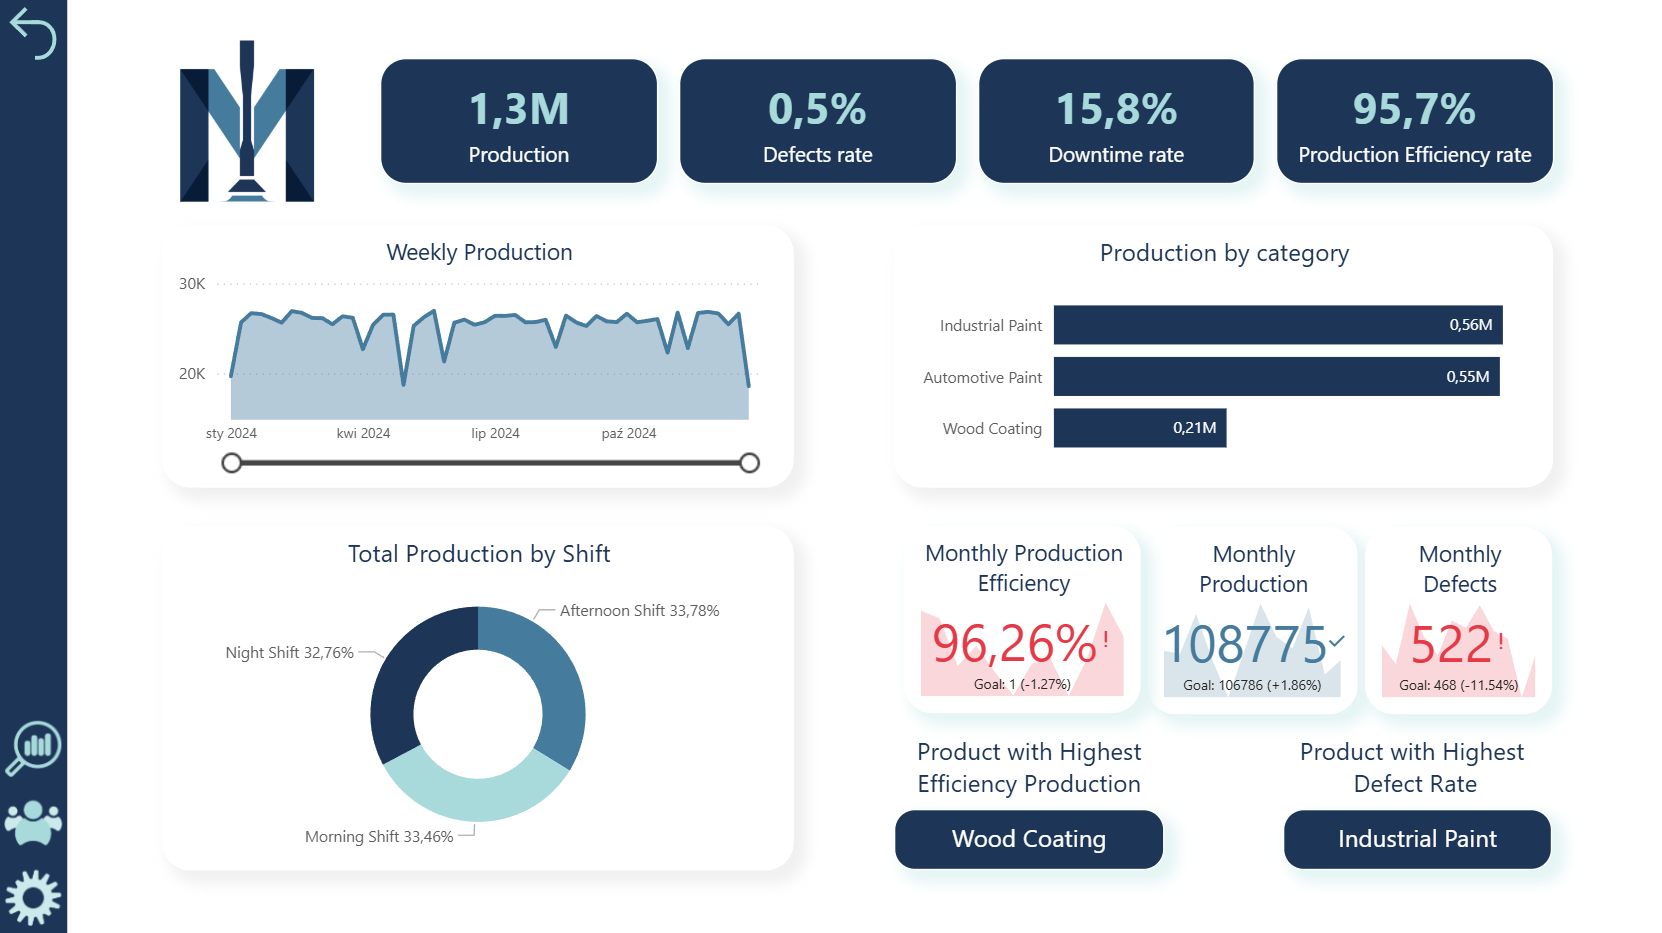 1,3M
Production
0,5%
Defects rate
15,8%
Downtime rate
95,7%
Production Efficiency rate
Weekly Production
30K
20K
sty 2024
kwi 2024
lip 2024
paź 2024
Production by category
Industrial Paint
0,56M
Automotive Paint
0,55M
Wood Coating
0,21M
Total Production by Shift
Afternoon Shift 33,78%
Night Shift 32,76%
Morning Shift 33,46%
Monthly Production
Efficiency
96,26%!
Goal: 1 (-1.27%)
Monthly
Production
108775
Goal: 106786 (+1.86%)
Monthly
Defects
522!
Goal: 468 (-11.54%)
Product with Highest
Efficiency Production
Wood Coating
Product with Highest
Defect Rate
Industrial Paint